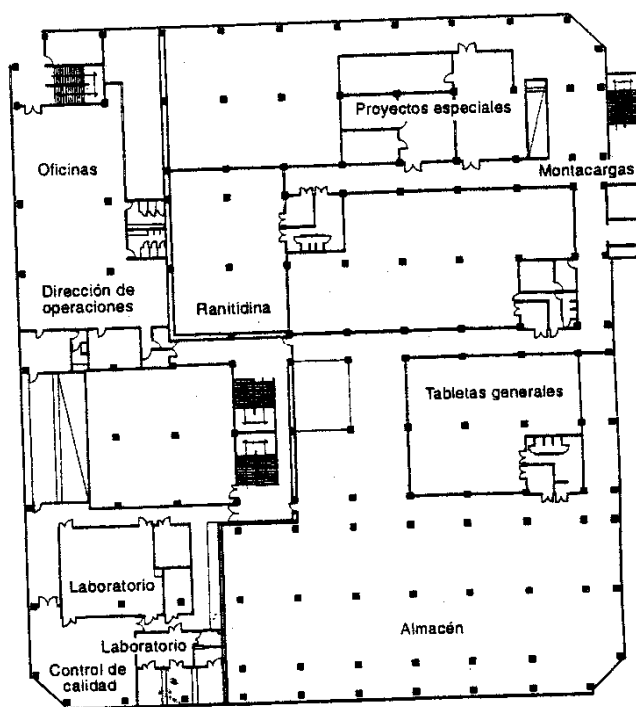 Proyectos especiales
Oficinas
Montacargas
Dirección de
operaciones
Ranitidina
Tabletas generales
Laboratorio
Almacén
Laboratorio
Control de
calidad